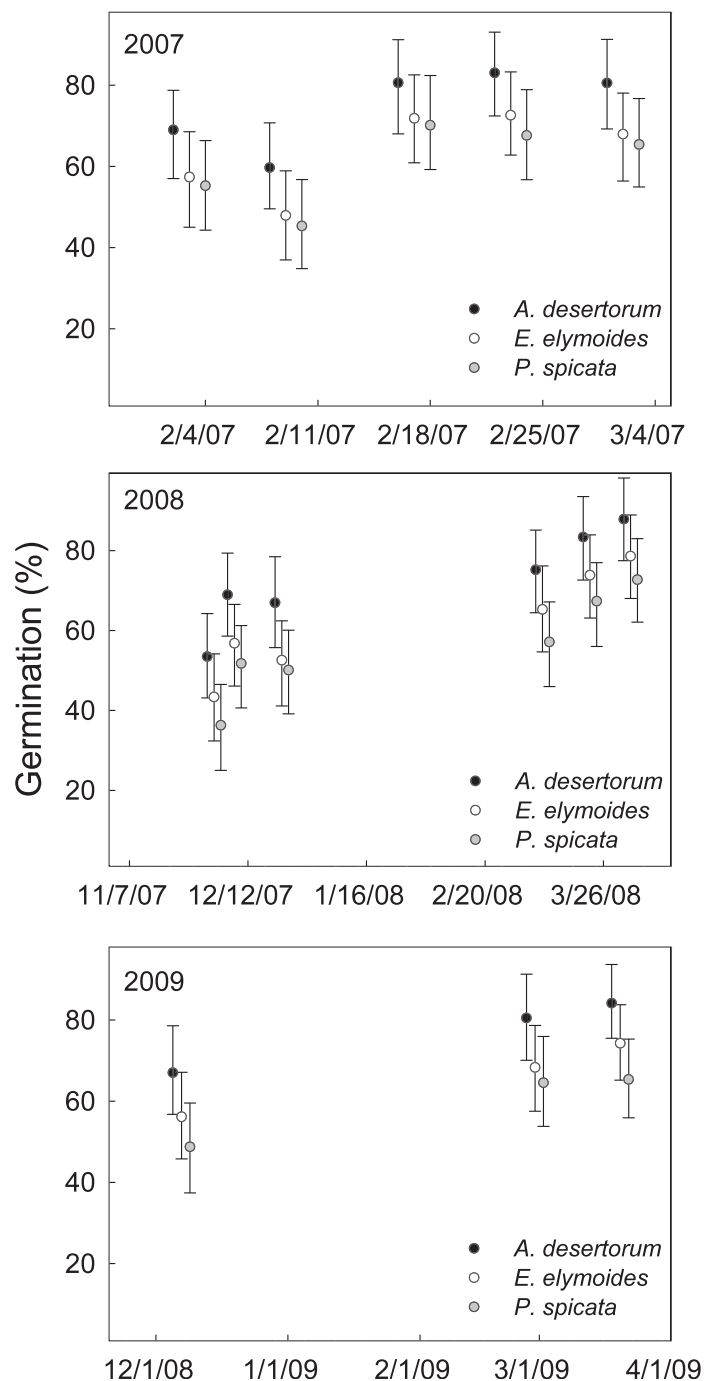 2007
80
60
40
20
A. desertorum
E. elymoides
P. spicata
2/4/07 2/11/07 2/18/07 2/25/07 3/4/07
Germination (%)
2008
80
60
40
20
A. desertorum
E. elymoides
P. spicata
11/7/07 12/12/07 1/16/08 2/20/08 3/26/08
2009
80
60
40
20
A. desertorum
E. elymoides
P. spicata
12/1/08 1/1/09 2/1/09 3/1/09 4/1/09